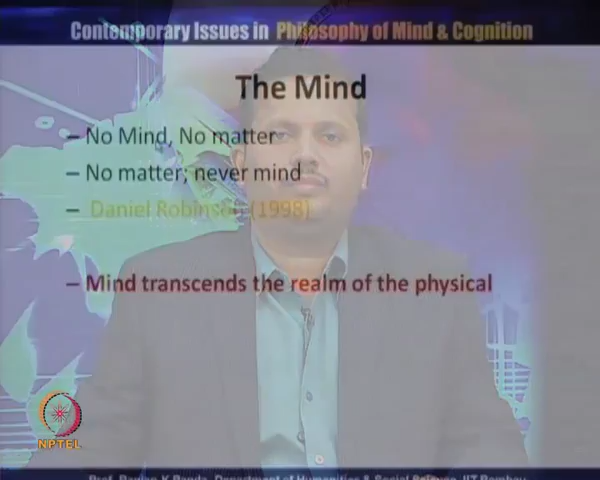 Contemporary Issues in Philosophy of Mind & Cognition
The Mind
– No Mind, No matter
– No matter; never mind
– Daniel Robinson (1998)
– Mind transcends the realm of the physical
NPTEL
Prof. Ranjan K Panda, Department of Humanities & Social Science, IIT Bombay